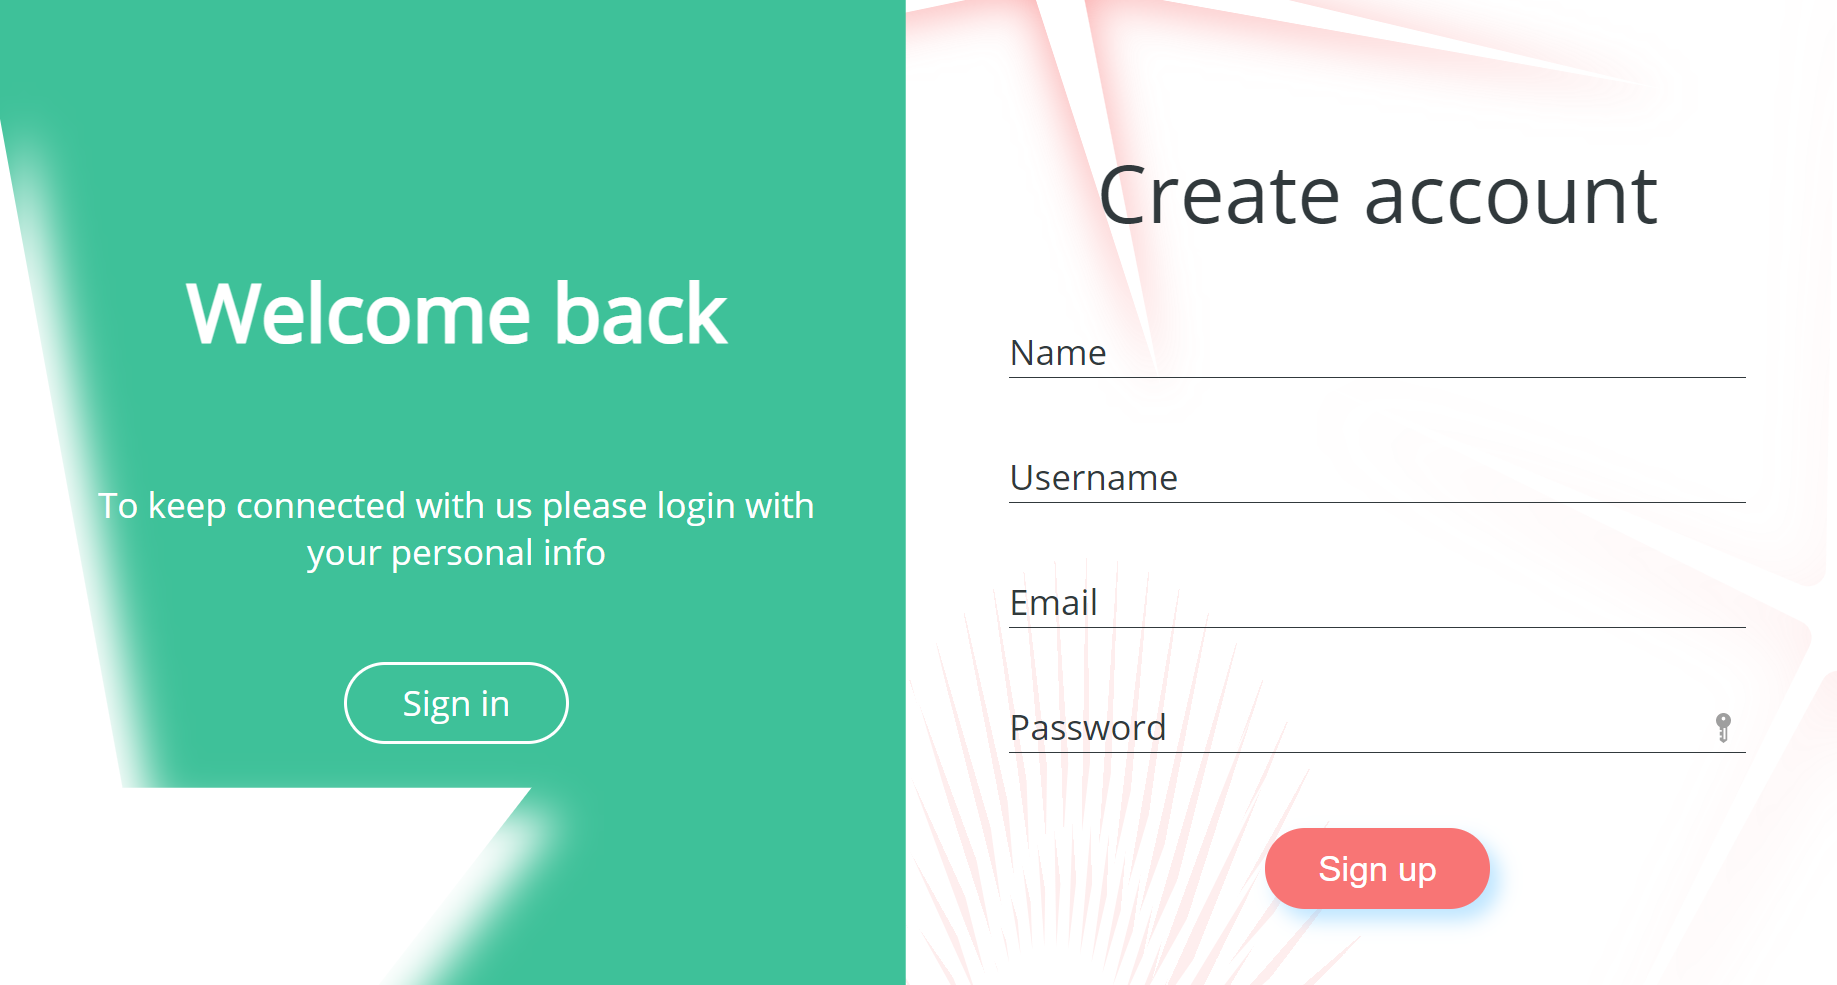 Welcome back
To keep connected with us please login with
your personal info
Sign in
Create account
Name
Username
Email
Password
Sign up